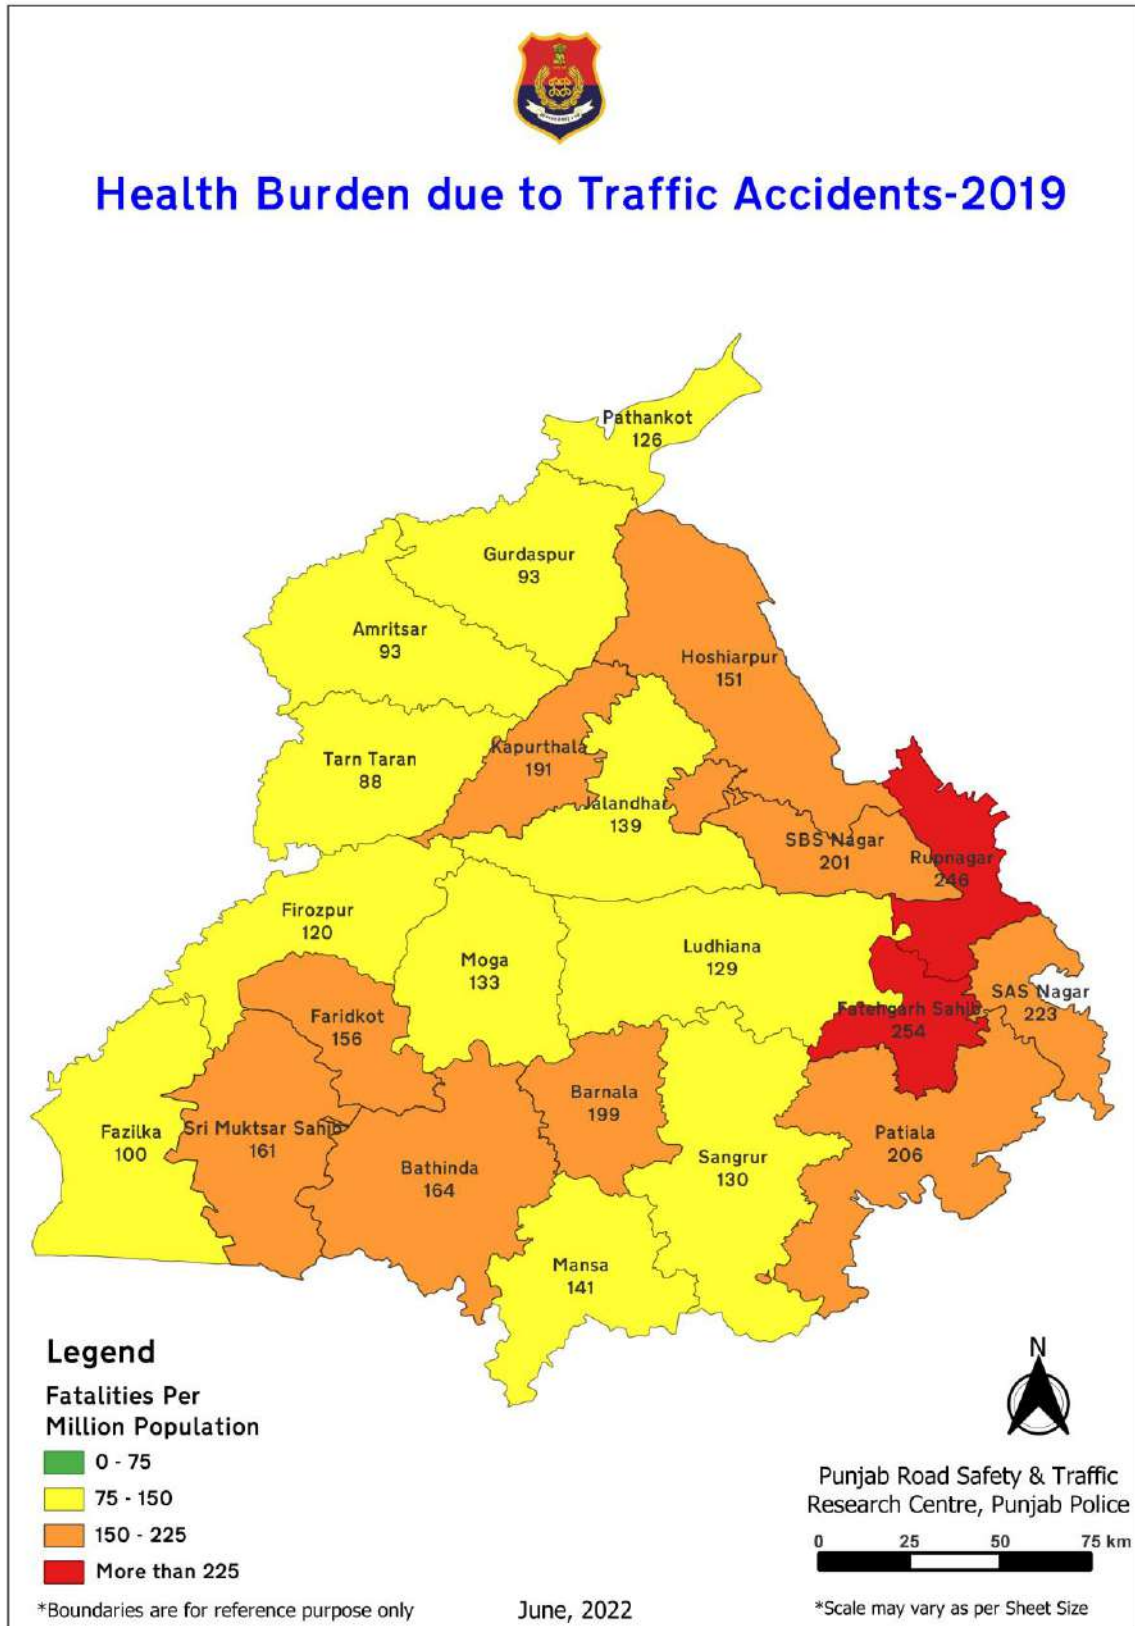 Health Burden due to Traffic Accidents-2019
Pathankot
126
Gurdaspur
93
Amritsar
93
Hoshiarpur
151
Tarn Taran
88
Kapurthala
191
Jalandhar
139
SBS Nagar
201
Rupnagar
246
Firozpur
120
Moga
133
Ludhiana
129
SAS Nagar
223
Fatehgarh Sahib
254
Faridkot
156
Barnala
199
Fazilka
100
Sri Muktsar Sahib
161
Bathinda
164
Sangrur
130
Patiala
206
Mansa
141
Legend
Fatalities Per
Million Population
0 - 75
75 - 150
150 - 225
More than 225
*Boundaries are for reference purpose only
June, 2022
N
Punjab Road Safety & Traffic
Research Centre, Punjab Police
0 25 50 75 km
*Scale may vary as per Sheet Size